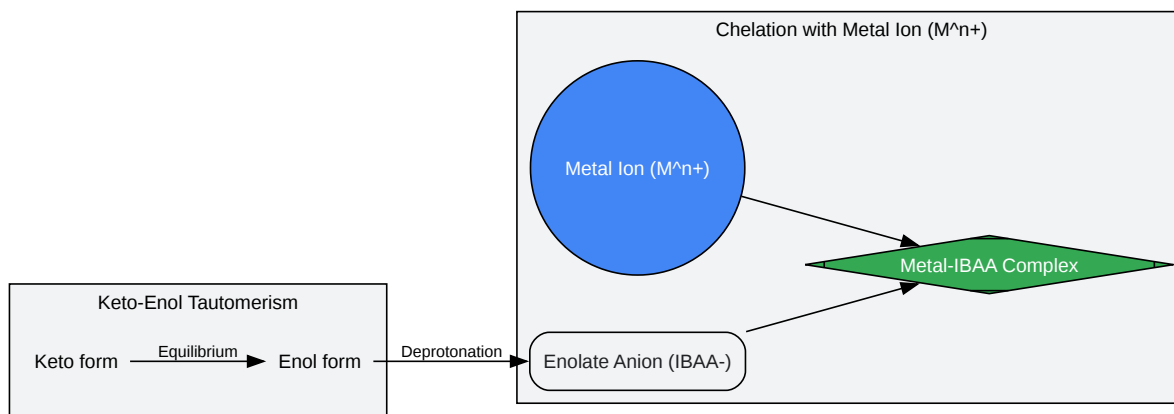 Chelation with Metal Ion (M^n+)
Metal Ion (M^n+)
Metal-IBAA Complex
Keto-Enol Tautomerism
Keto form
Equilibrium
Enol form
Deprotonation
Enolate Anion (IBAA-)